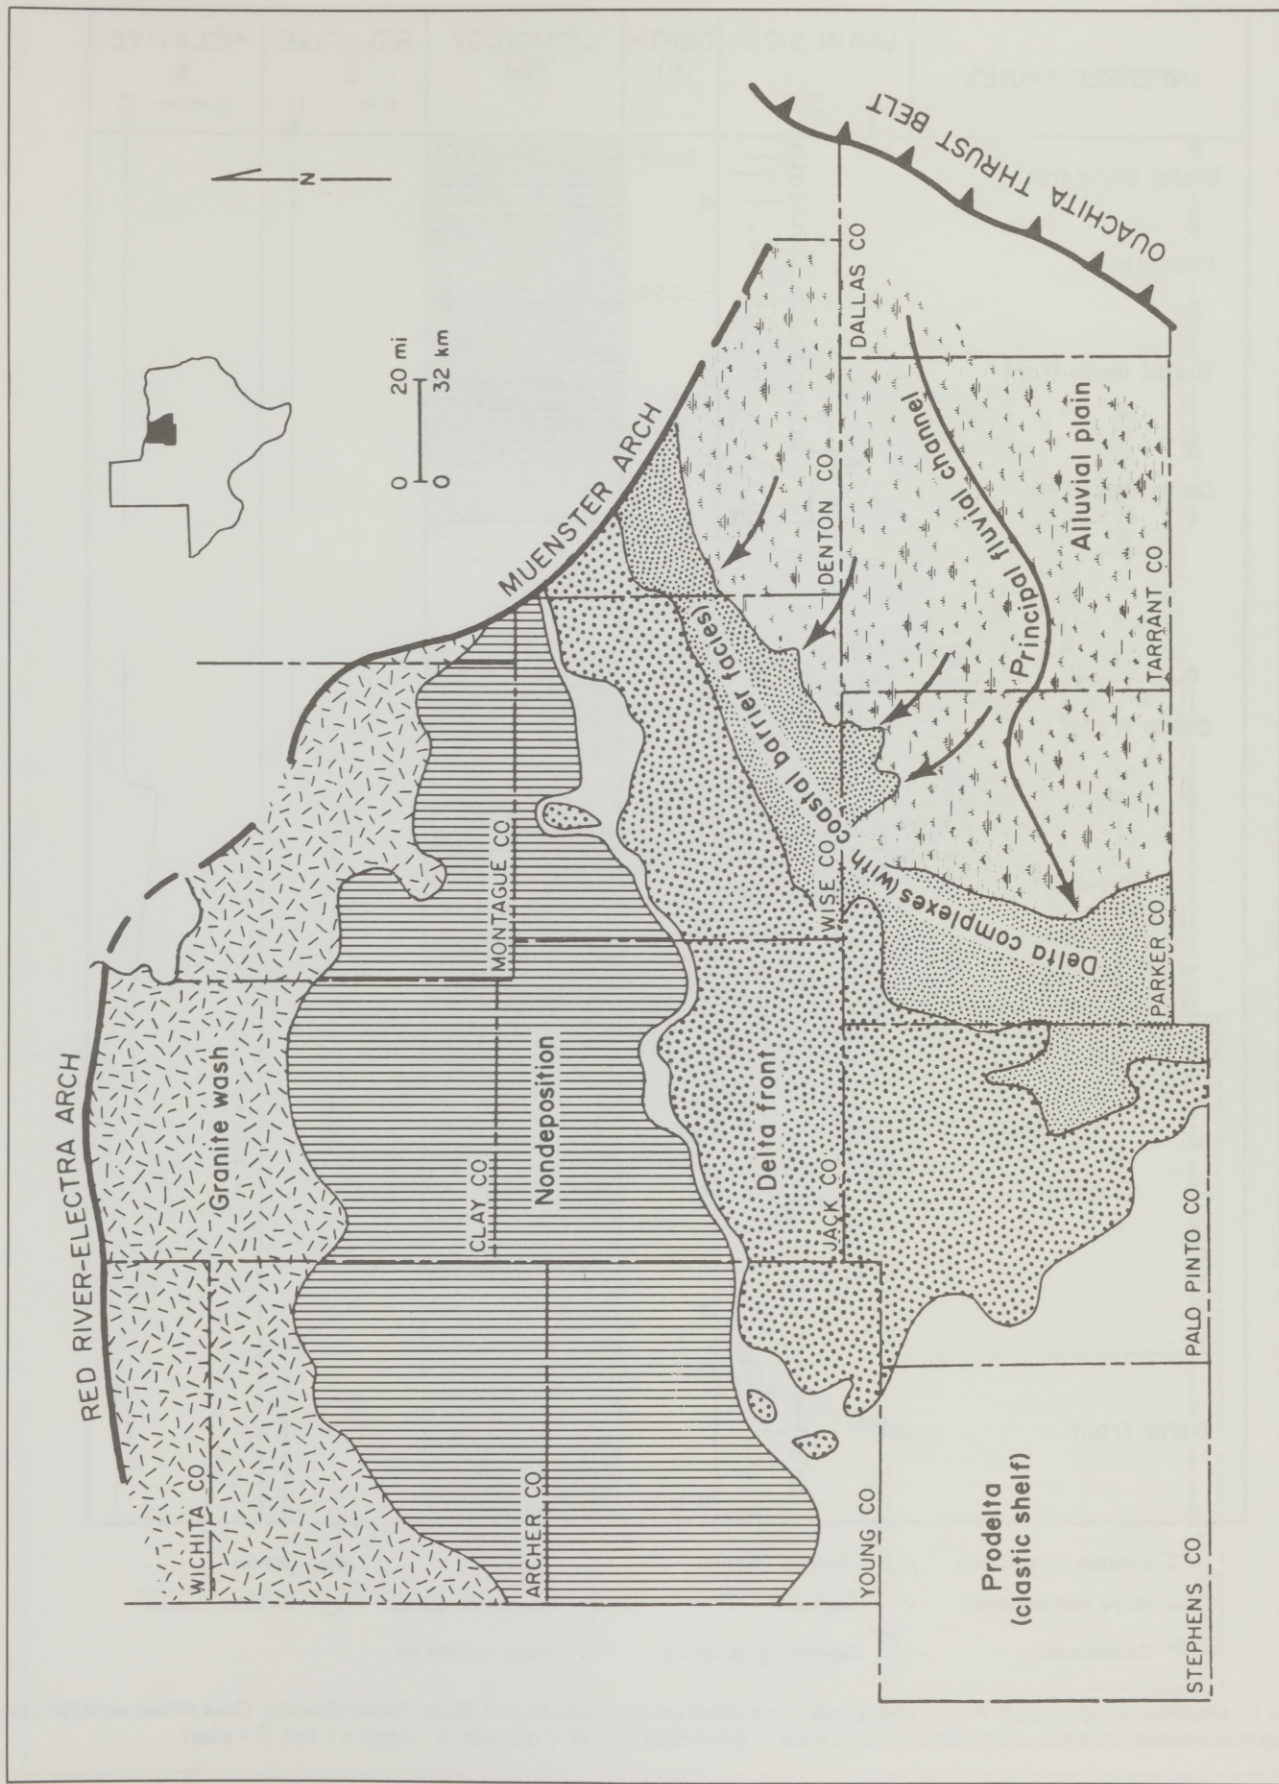 RED RIVER-ELECTRA ARCH
MUENSTER ARCH
OUACHITA THRUST BELT
N
0 20 mi
0 32 km
WICHITA CO
Granite wash
CLAY CO
MONTAGUE CO
ARCHER CO
Nondeposition
YOUNG CO
Delta front
JACK CO
WISE CO
DENTON CO
DALLAS CO
Delta complexes (with coastal barrier facies)
Principal fluvial channel
Alluvial plain
Prodelta
(clastic shelf)
STEPHENS CO
PALO PINTO CO
PARKER CO
TARRANT CO